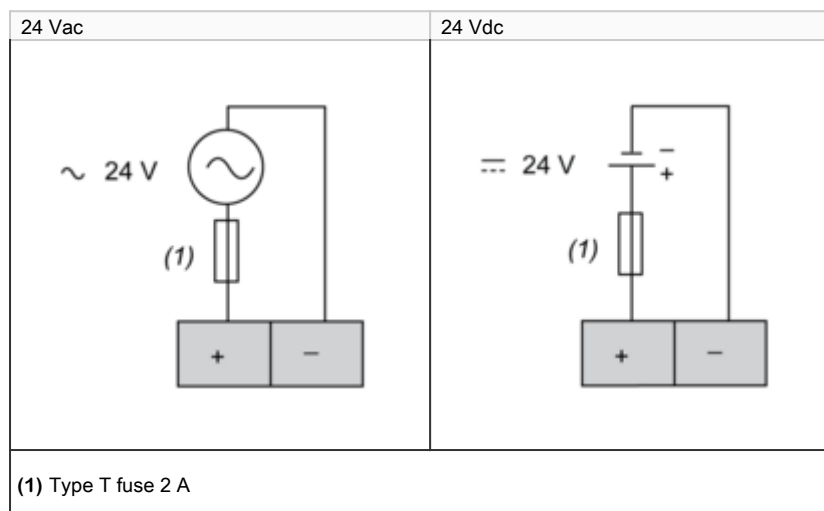 24 Vac
24 Vdc
∼ 24 V
(1)
+ −
⎓ 24 V
−
+
(1)
+ −
(1) Type T fuse 2 A